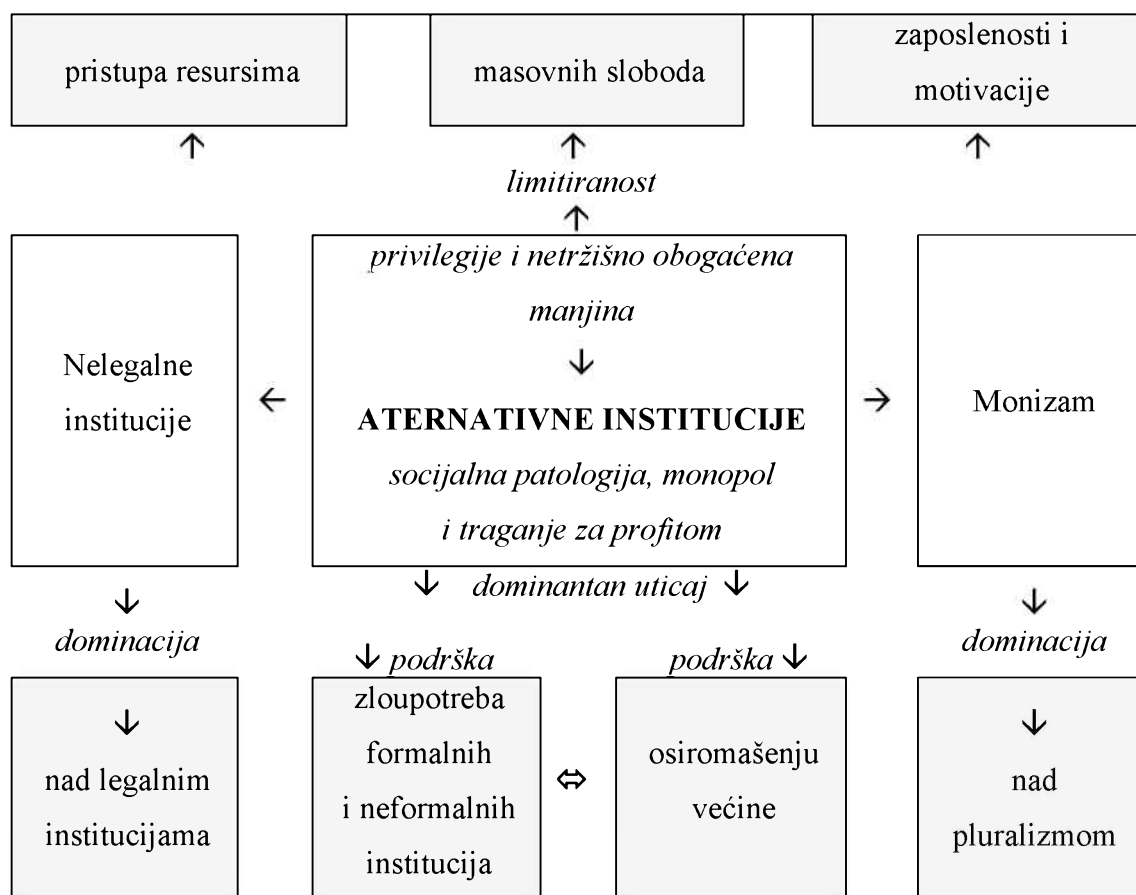 pristupa resursima
masovnih sloboda
zaposlenosti i
motivacije
↑ ↑ ↑
limitiranost
↑
Nelegalne
institucije
←
privilegije i netržišno obogaćena
manjina
↓
ATERNATIVNE INSTITUCIJE
socijalna patologija, monopol
i traganje za profitom
→
Monizam
↓ dominantan uticaj ↓
↓
dominacija
↓ podrška
podrška ↓
↓
dominacija
↓
nad legalnim
institucijama
zloupotreba
formalnih
i neformalnih
institucija
⇔
osiromašenju
većine
↓
nad
pluralizmom